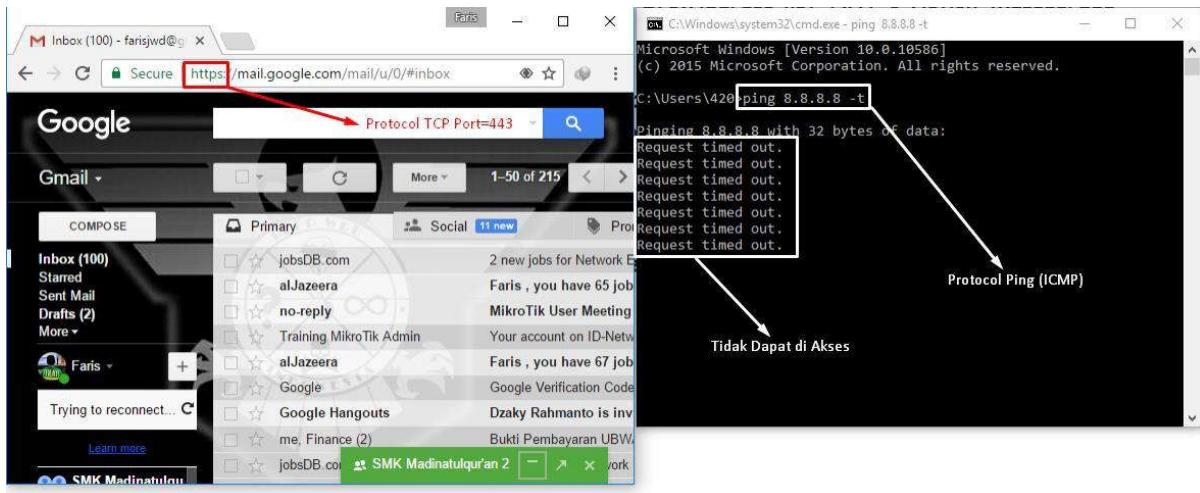 Faris
Inbox (100) - farisjwd@g
Secure https://mail.google.com/mail/u/0/#inbox
Protocol TCP Port=443
Google
Gmail
More
1–50 of 215
COMPOSE
Primary
Social 11 new
Pro
Inbox (100)
Starred
Sent Mail
Drafts (2)
More
Faris
Trying to reconnect...
Learn more
SMK Madinatulqu
jobsDB.com 2 new jobs for Network E
alJazeera Faris , you have 65 job
no-reply MikroTik User Meeting
Training MikroTik Admin Your account on ID-Netw
alJazeera Faris , you have 67 job
Google Google Verification Code
Google Hangouts Dzaky Rahmanto is inv
me, Finance (2) Bukti Pembayaran UBW
jobsDB.co work
SMK Madinatulqur'an 2
C:\Windows\system32\cmd.exe - ping 8.8.8.8 -t
Microsoft Windows [Version 10.0.10586]
(c) 2015 Microsoft Corporation. All rights reserved.
C:\Users\420>ping 8.8.8.8 -t
Pinging 8.8.8.8 with 32 bytes of data:
Request timed out.
Request timed out.
Request timed out.
Request timed out.
Request timed out.
Request timed out.
Request timed out.
Protocol Ping (ICMP)
Tidak Dapat di Akses